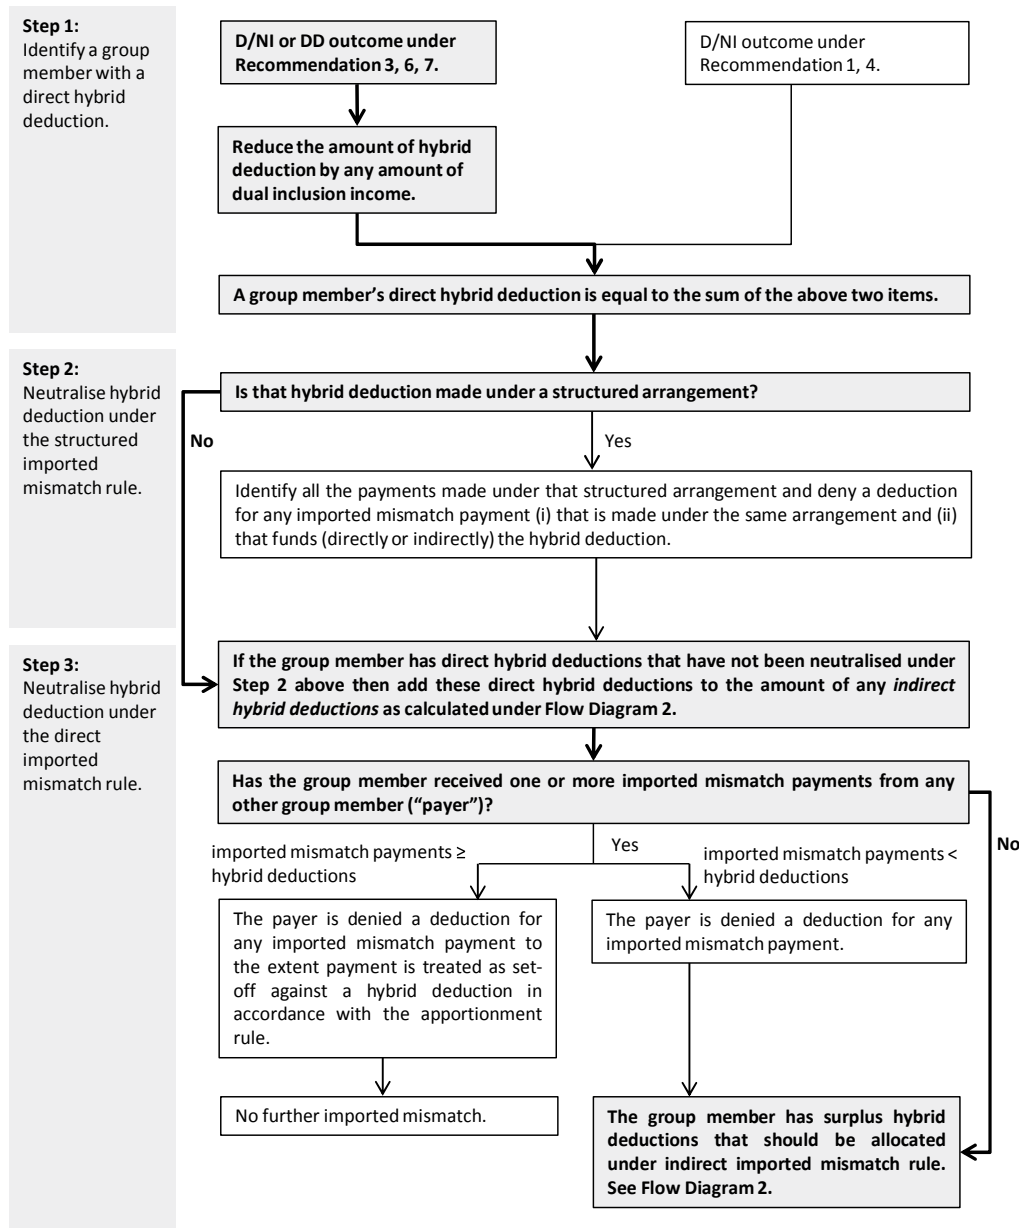 Step 1:
Identify a group
member with a
direct hybrid
deduction.
D/NI or DD outcome under
Recommendation 3, 6, 7.
D/NI outcome under
Recommendation 1, 4.
Reduce the amount of hybrid
deduction by any amount of
dual inclusion income.
A group member’s direct hybrid deduction is equal to the sum of the above two items.
Step 2:
Neutralise hybrid
deduction under
the structured
imported
mismatch rule.
Is that hybrid deduction made under a structured arrangement?
No
Yes
Identify all the payments made under that structured arrangement and deny a deduction
for any imported mismatch payment (i) that is made under the same arrangement and (ii)
that funds (directly or indirectly) the hybrid deduction.
Step 3:
Neutralise hybrid
deduction under
the direct
imported
mismatch rule.
If the group member has direct hybrid deductions that have not been neutralised under
Step 2 above then add these direct hybrid deductions to the amount of any indirect
hybrid deductions as calculated under Flow Diagram 2.
Has the group member received one or more imported mismatch payments from any
other group member (“payer”)?
No
Yes
imported mismatch payments ≥
hybrid deductions
imported mismatch payments <
hybrid deductions
The payer is denied a deduction for
any imported mismatch payment to
the extent payment is treated as set-
off against a hybrid deduction in
accordance with the apportionment
rule.
The payer is denied a deduction for any
imported mismatch payment.
No further imported mismatch.
The group member has surplus hybrid
deductions that should be allocated
under indirect imported mismatch rule.
See Flow Diagram 2.